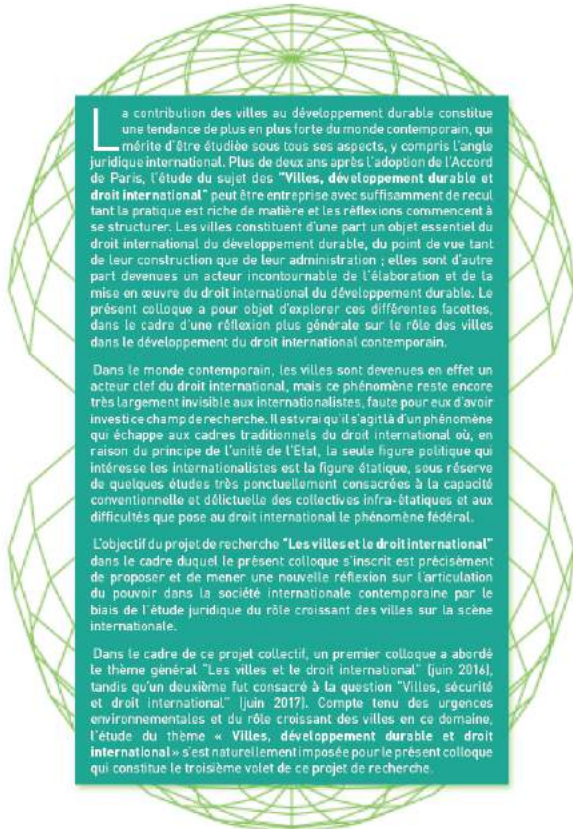 La contribution des villes au développement durable constitue
une tendance de plus en plus forte du monde contemporain, qui
mérite d'être étudiée sous tous ses aspects, y compris l'angle
juridique international. Plus de deux ans après l'adoption de l'Accord
de Paris, l'étude du sujet des "Villes, développement durable et
droit international" peut être entreprise avec suffisamment de recul
tant la pratique est riche de matière et les réflexions commencent à
se structurer. Les villes constituent d'une part un objet essentiel du
droit international du développement durable, du point de vue tant
de leur construction que de leur administration ; elles sont d'autre
part devenues un acteur incontournable de l'élaboration et de la
mise en œuvre du droit international du développement durable. Le
présent colloque a pour objet d'explorer ces différentes facettes,
dans le cadre d'une réflexion plus générale sur le rôle des villes
dans le développement du droit international contemporain.
Dans le monde contemporain, les villes sont devenues en effet un
acteur clef du droit international, mais ce phénomène reste encore
très largement invisible aux internationalistes, faute pour eux d'avoir
investi ce champ de recherche. Il est vrai qu'il s'agit là d'un phénomène
qui échappe aux cadres traditionnels du droit international où, en
raison du principe de l'unité de l'Etat, la seule figure politique qui
intéresse les internationalistes est la figure étatique, sous réserve
de quelques études très ponctuellement consacrées à la capacité
conventionnelle et délictuelle des collectives infra-étatiques et aux
difficultés que pose au droit international le phénomène fédéral.
L'objectif du projet de recherche "Les villes et le droit international"
dans le cadre duquel le présent colloque s'inscrit est précisément
de proposer et de mener une nouvelle réflexion sur l'articulation
du pouvoir dans la société internationale contemporaine par le
biais de l'étude juridique du rôle croissant des villes sur la scène
internationale.
Dans le cadre de ce projet collectif, un premier colloque a abordé
le thème général "Les villes et le droit international" (juin 2016),
tandis qu'un deuxième fut consacré à la question "Villes, sécurité
et droit international" (juin 2017). Compte tenu des urgences
environnementales et du rôle croissant des villes en ce domaine,
l'étude du thème « Villes, développement durable et droit
international » s'est naturellement imposée pour le présent colloque
qui constitue le troisième volet de ce projet de recherche.